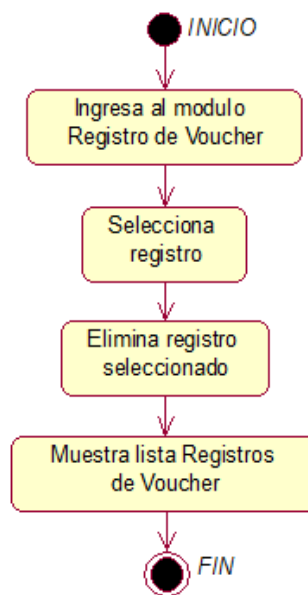 INICIO
Ingresa al modulo
Registro de Voucher
Selecciona
registro
Elimina registro
seleccionado
Muestra lista Registros
de Voucher
FIN